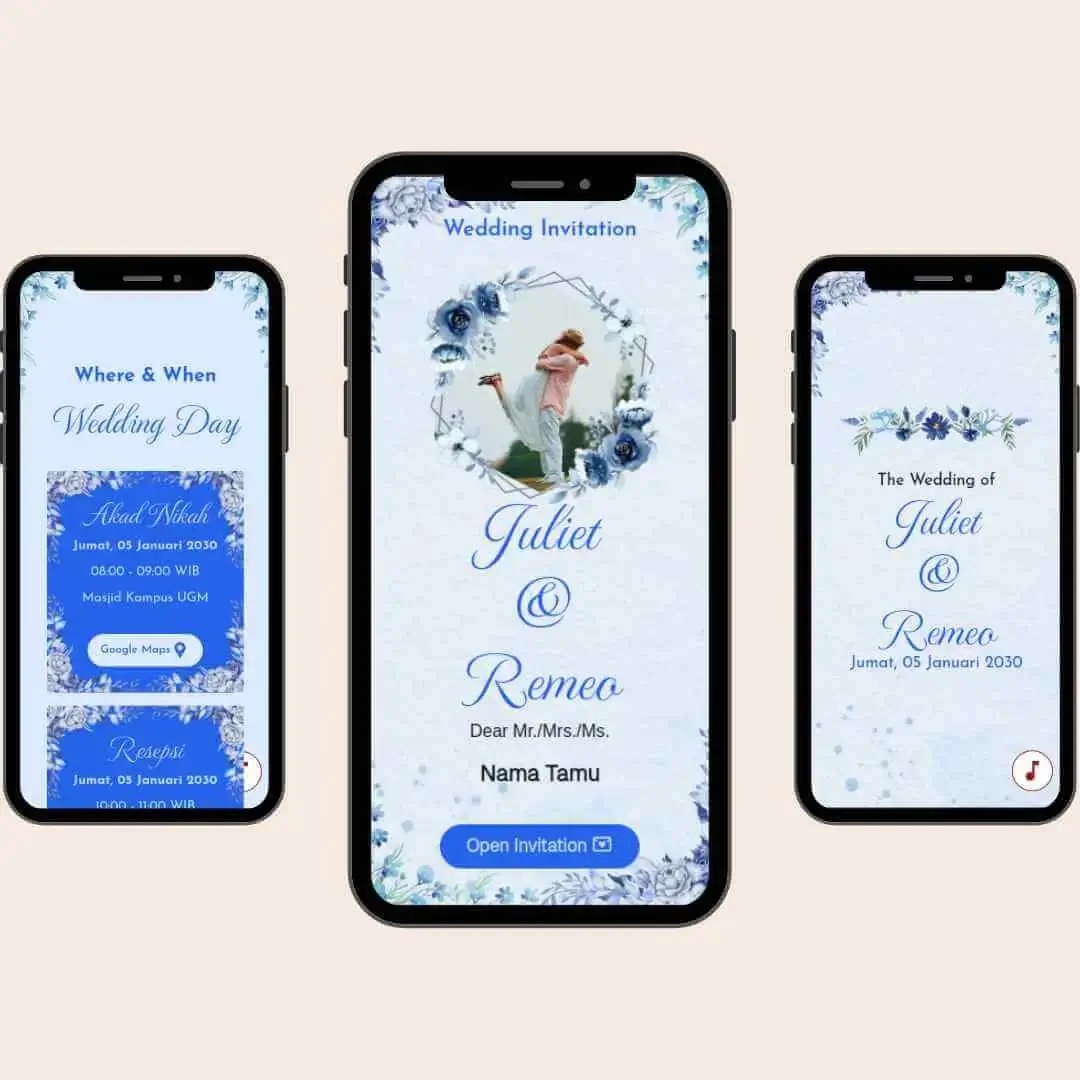 Where & When
Wedding Day
Akad Nikah
Jumat, 05 Januari 2030
08:00 - 09:00 WIB
Masjid Kampus UGM
Google Maps
Resepsi
Jumat, 05 Januari 2030
10:00 - 11:00 WIB
Wedding Invitation
Juliet
&
Remeo
Dear Mr./Mrs./Ms.
Nama Tamu
Open Invitation
The Wedding of
Juliet
&
Remeo
Jumat, 05 Januari 2030